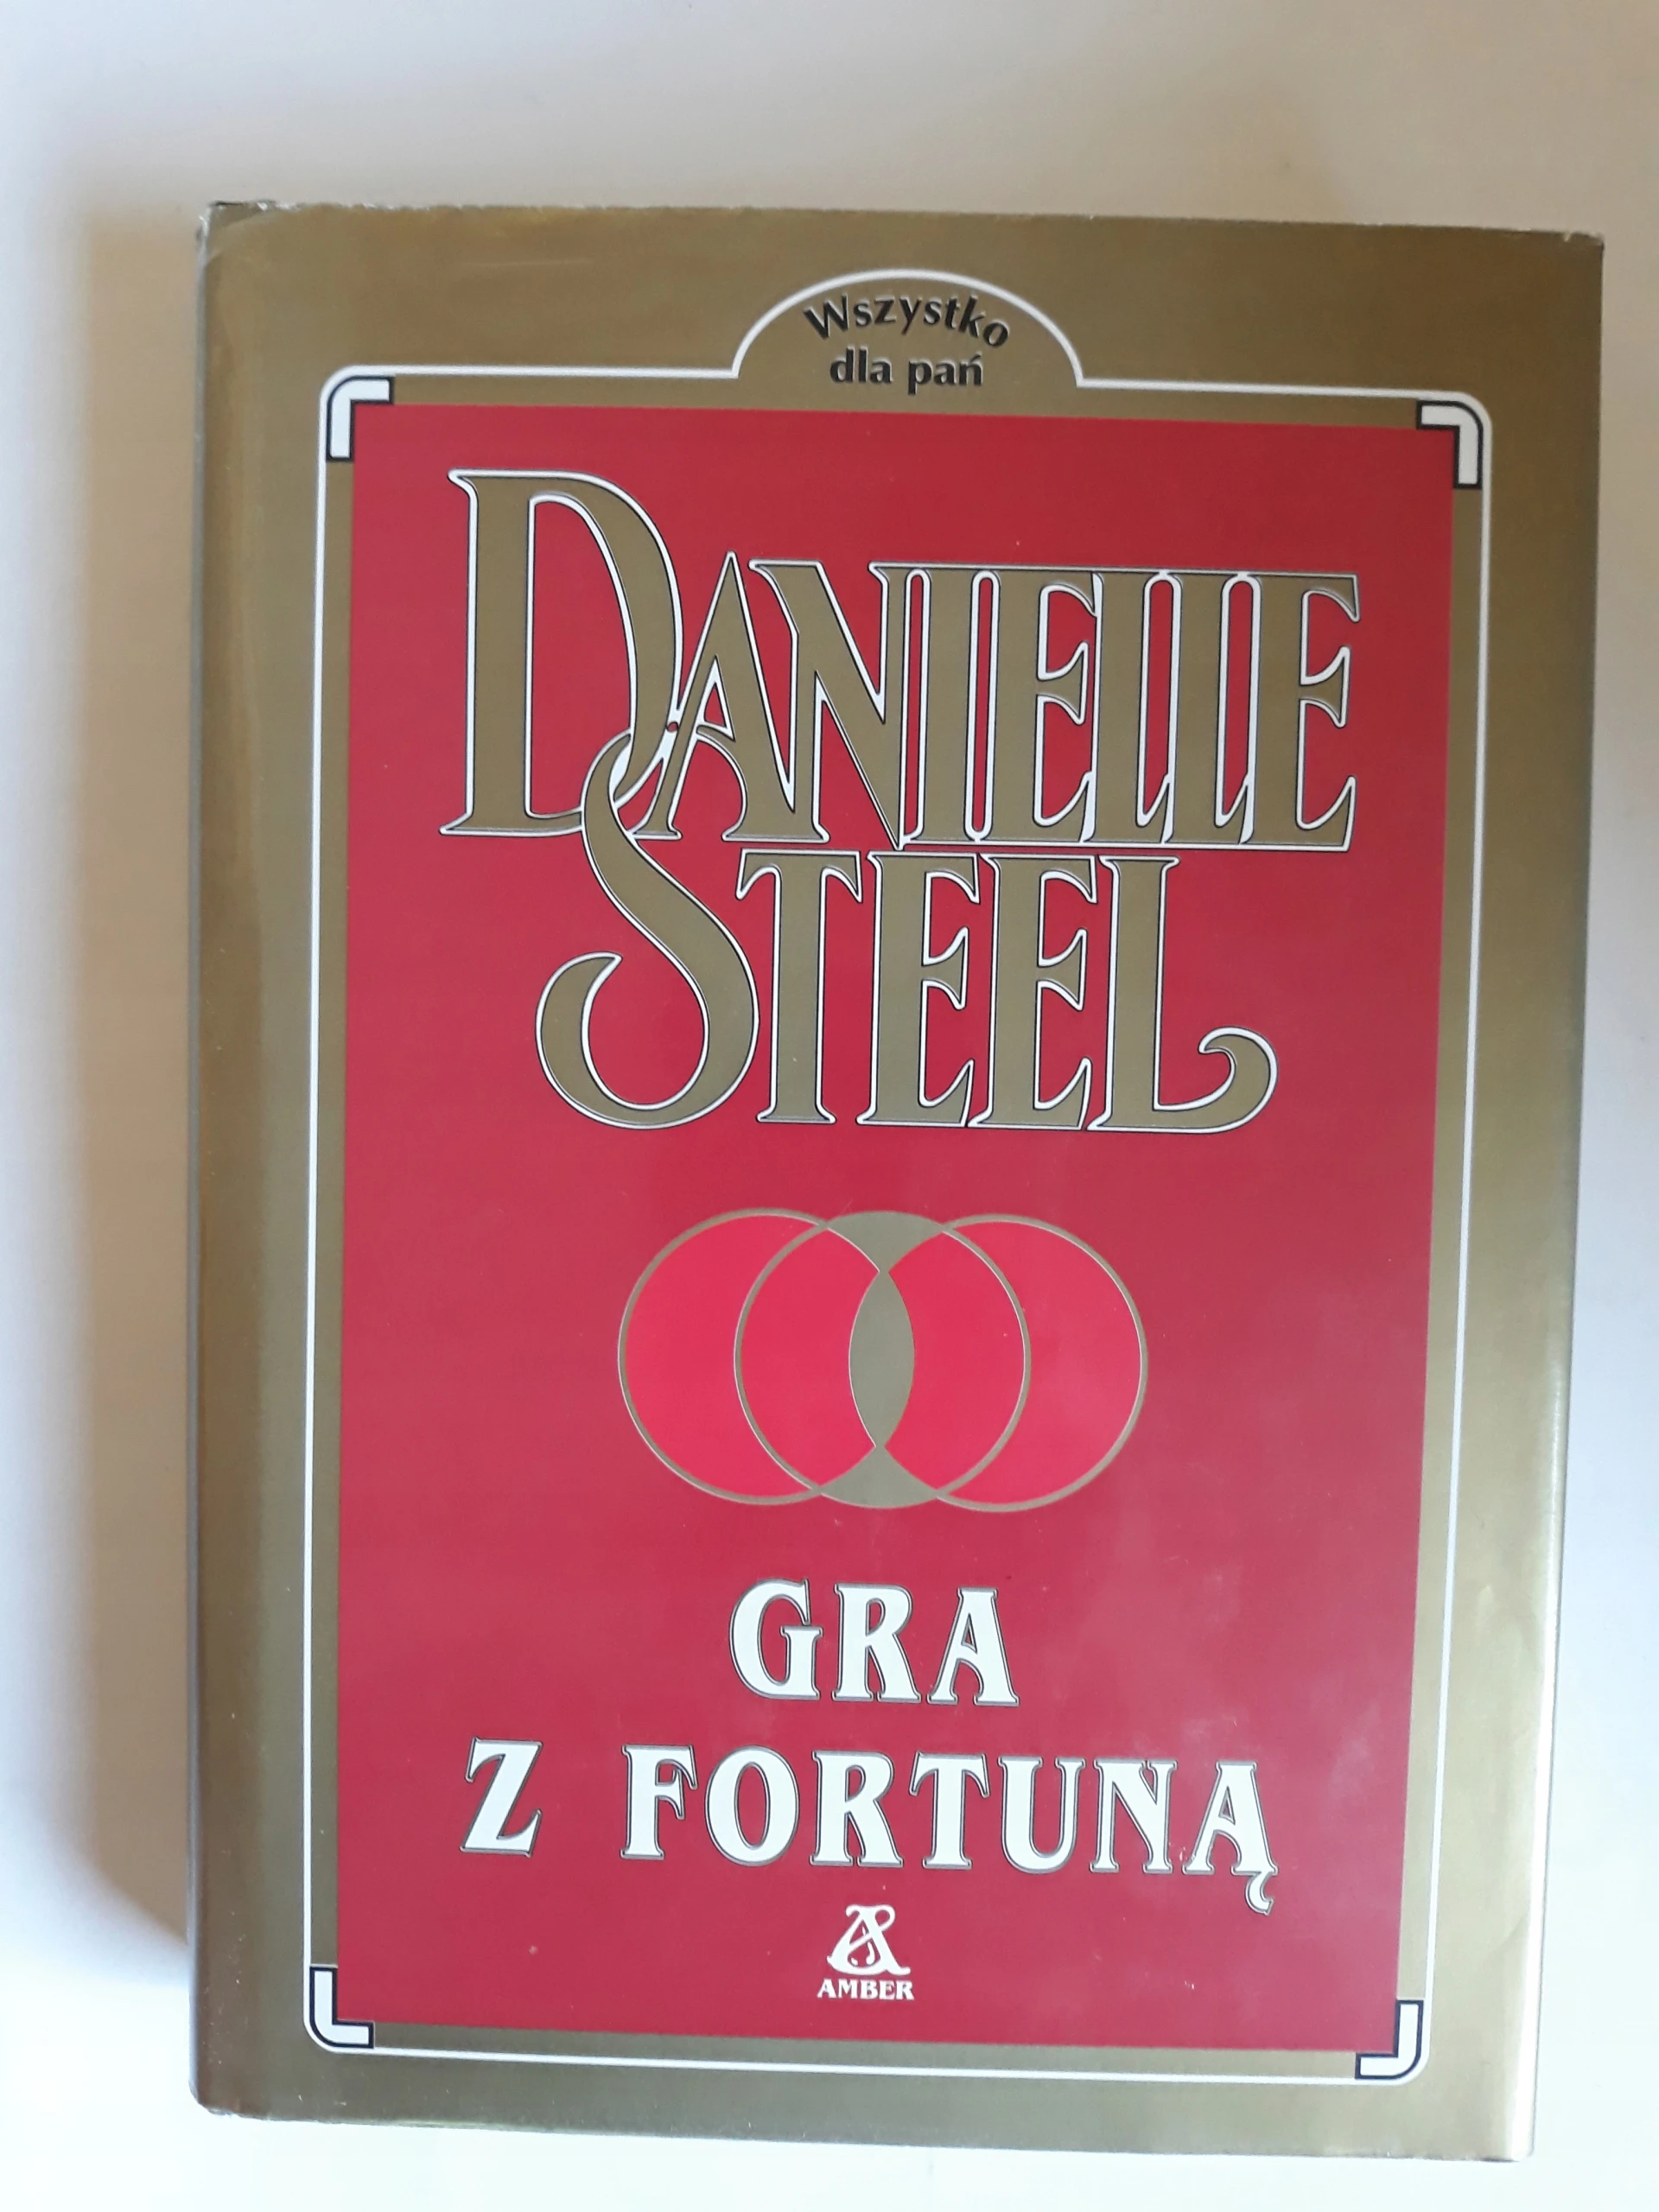 Wszystko
dla pań
DANIELLE
STEEL
GRA
Z FORTUNĄ
AMBER